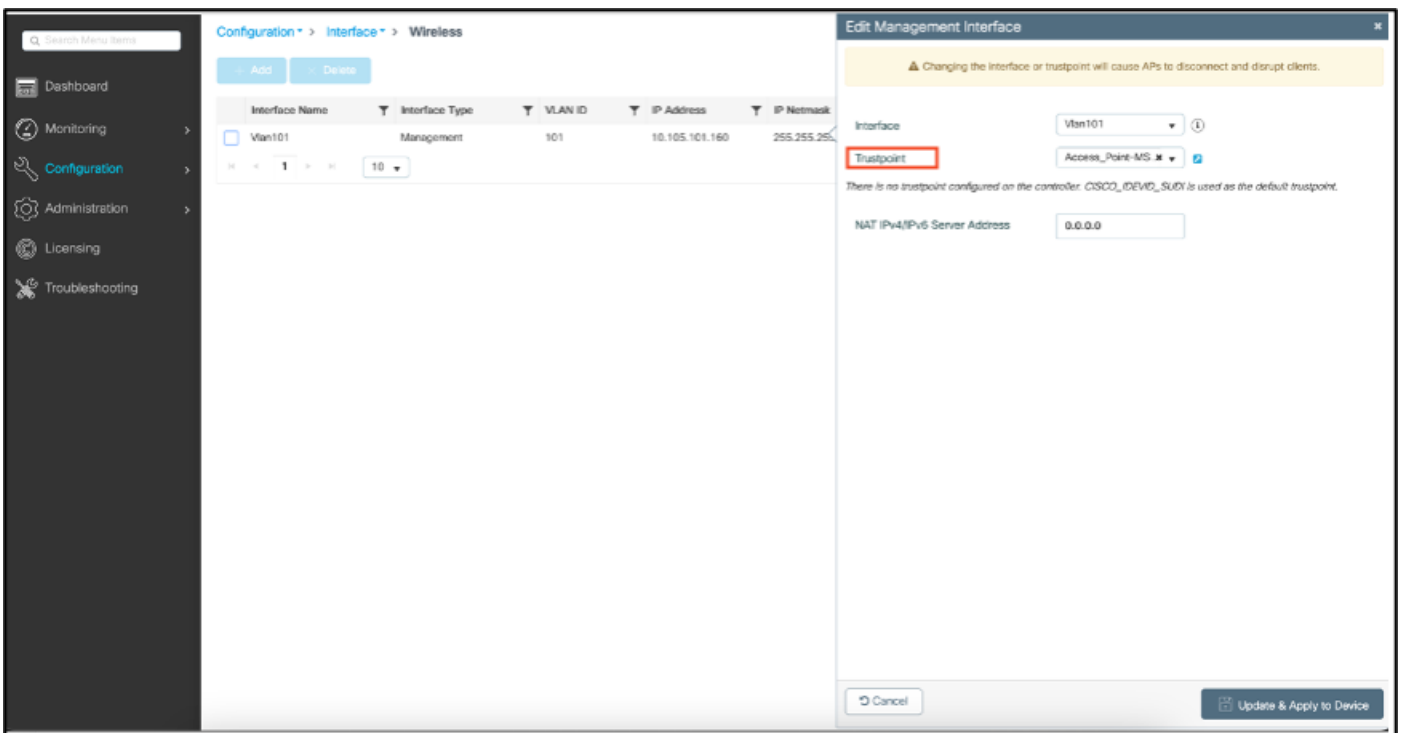 Search Menu Items
Dashboard
Monitoring
Configuration
Administration
Licensing
Troubleshooting
Configuration > Interface > Wireless
+ Add × Delete
Interface Name Interface Type VLAN ID IP Address IP Netmask
Vlan101 Management 101 10.105.101.160 255.255.255
1 10
Edit Management Interface
Changing the interface or trustpoint will cause APs to disconnect and disrupt clients.
Interface Vlan101
Trustpoint Access_Point-MS
There is no trustpoint configured on the controller. CISCO_IDEVID_SUDI is used as the default trustpoint.
NAT IPv4/IPv6 Server Address 0.0.0.0
Cancel Update & Apply to Device